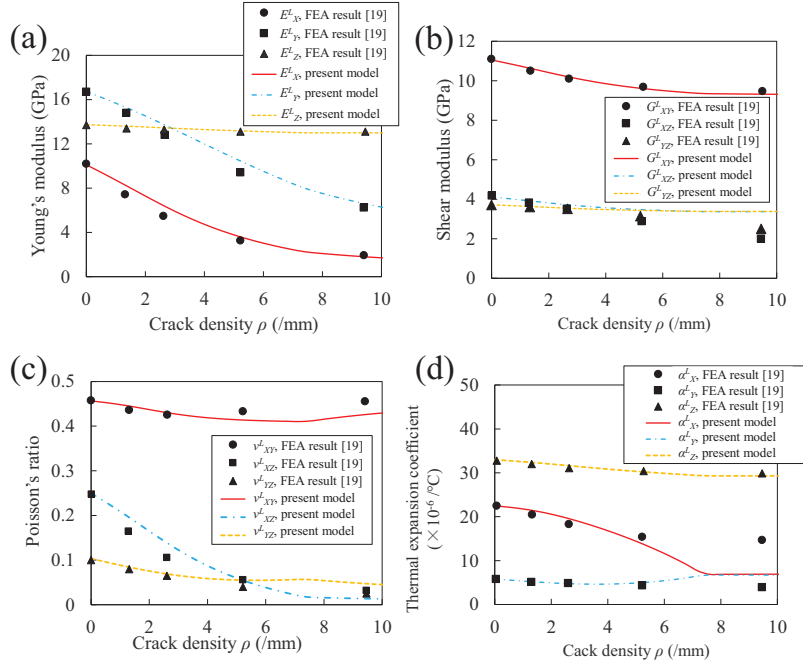 (a)
E^L_X, FEA result [19]
E^L_Y, FEA result [19]
E^L_Z, FEA result [19]
E^L_X, present model
E^L_Y, present model
E^L_Z, present model
Young's modulus (GPa)
20
16
12
8
4
0
0 2 4 6 8 10
Crack density ρ (/mm)
(b)
Shear modulus (GPa)
12
10
8
6
4
2
0
G^L_XY, FEA result [19]
G^L_XZ, FEA result [19]
G^L_YZ, FEA result [19]
G^L_XY, present model
G^L_XZ, present model
G^L_YZ, present model
0 2 4 6 8 10
Crack density ρ (/mm)
(c)
Poisson's ratio
0.5
0.4
0.3
0.2
0.1
0
ν^L_XY, FEA result [19]
ν^L_XZ, FEA result [19]
ν^L_YZ, FEA result [19]
ν^L_XY, present model
ν^L_XZ, present model
ν^L_YZ, present model
0 2 4 6 8 10
Crack density ρ (/mm)
(d)
α^L_X, FEA result [19]
α^L_Y, FEA result [19]
α^L_Z, FEA result [19]
α^L_X, present model
α^L_Y, present model
α^L_Z, present model
Thermal expansion coefficient
(×10^-6 /°C)
50
40
30
20
10
0
0 2 4 6 8 10
Cack density ρ (/mm)